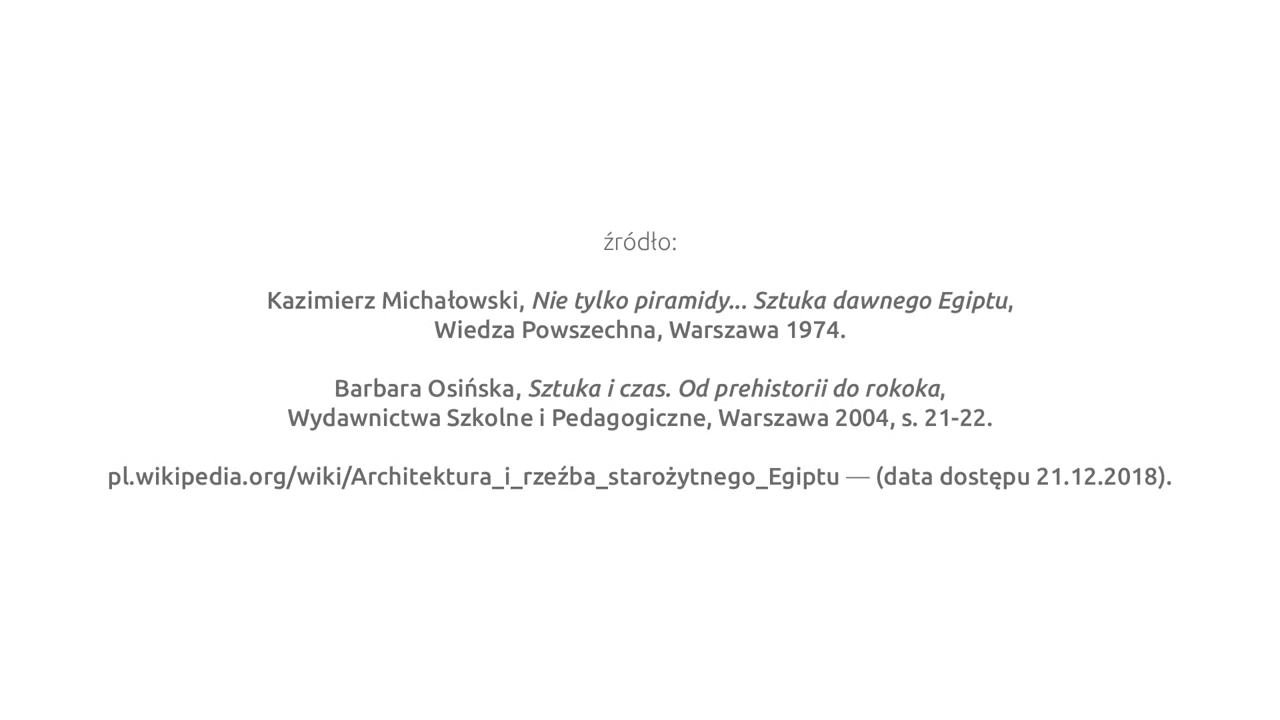 źródło:
Kazimierz Michałowski, Nie tylko piramidy... Sztuka dawnego Egiptu,
Wiedza Powszechna, Warszawa 1974.
Barbara Osińska, Sztuka i czas. Od prehistorii do rokoka,
Wydawnictwa Szkolne i Pedagogiczne, Warszawa 2004, s. 21-22.
pl.wikipedia.org/wiki/Architektura_i_rzeźba_starożytnego_Egiptu — (data dostępu 21.12.2018).